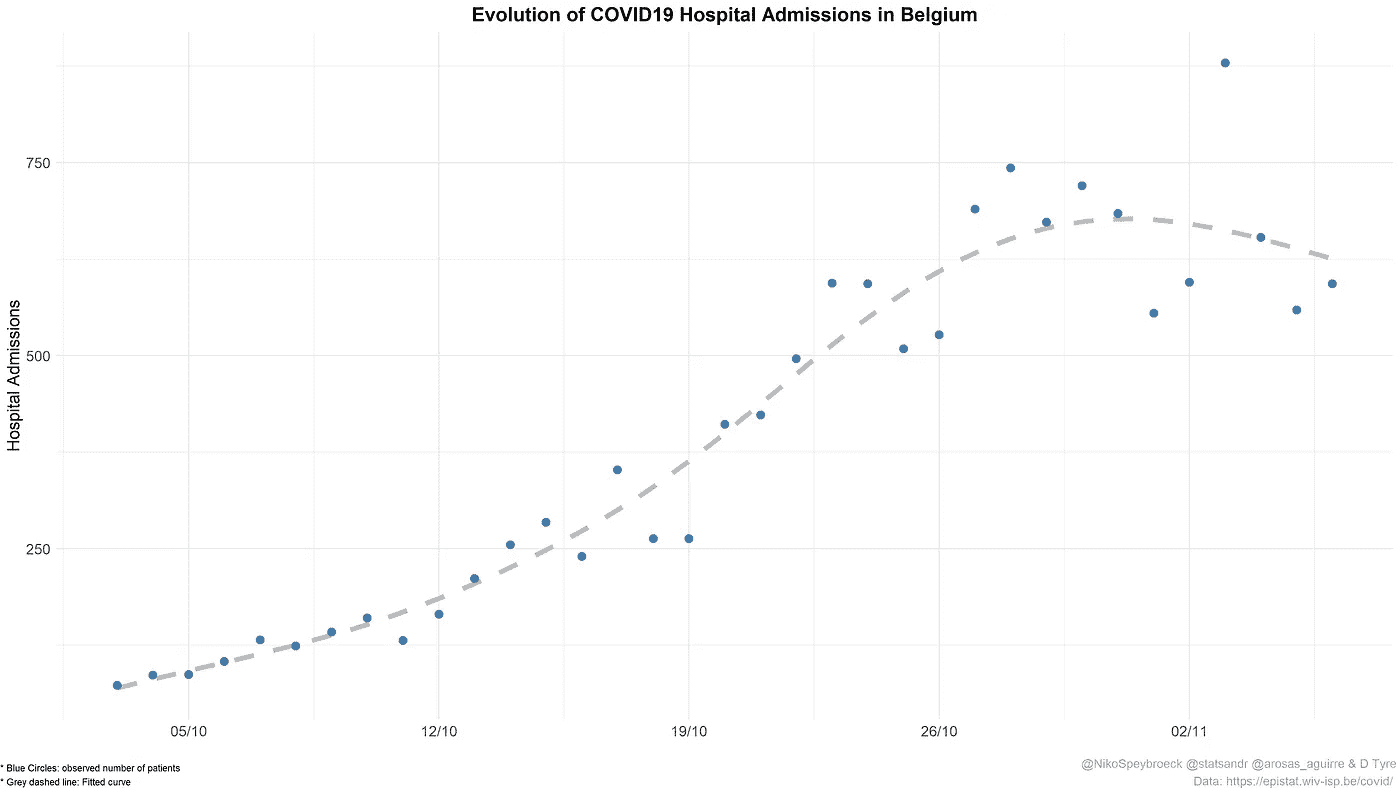 Evolution of COVID19 Hospital Admissions in Belgium
Hospital Admissions
750
500
250
05/10
12/10
19/10
26/10
02/11
* Blue Circles: observed number of patients
* Grey dashed line: Fitted curve
@NikoSpeybroeck @statsandr @arosas_aguirre & D Tyre
Data: https://epistat.wiv-isp.be/covid/